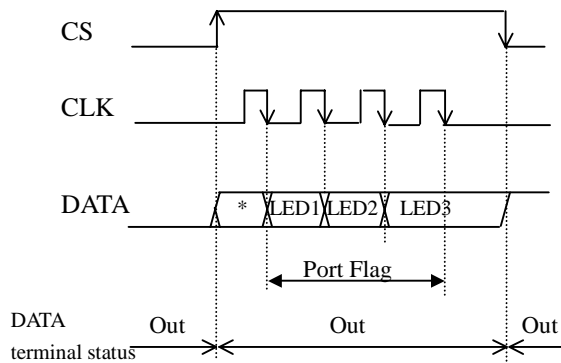 CS
CLK
DATA
* LED1 LED2 LED3
Port Flag
DATA
terminal status
Out Out Out